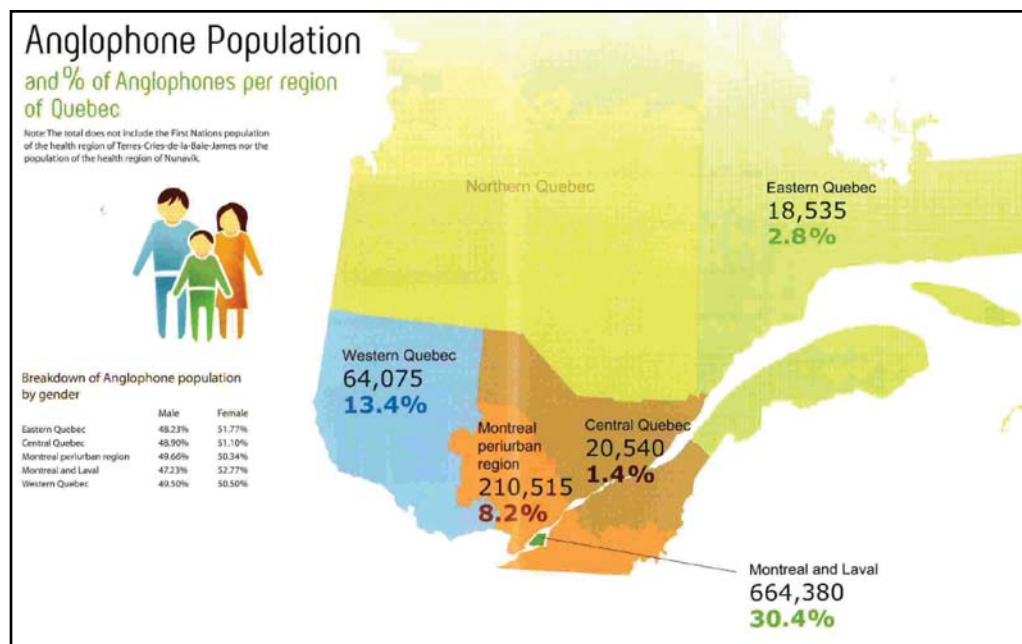 Anglophone Population
and % of Anglophones per region
of Quebec
Note: The total does not include the First Nations population
of the health region of Terres-Cries-de-la-Baie-James nor the
population of the health region of Nunavik.
Northern Quebec
Eastern Quebec
18,535
2.8%
Western Quebec
64,075
13.4%
Montreal
periurban
region
210,515
8.2%
Central Quebec
20,540
1.4%
Montreal and Laval
664,380
30.4%
Breakdown of Anglophone population
by gender
Male Female
Eastern Quebec 48.23% 51.77%
Central Quebec 48.90% 51.10%
Montreal periurban region 49.66% 50.34%
Montreal and Laval 47.23% 52.77%
Western Quebec 49.50% 50.50%